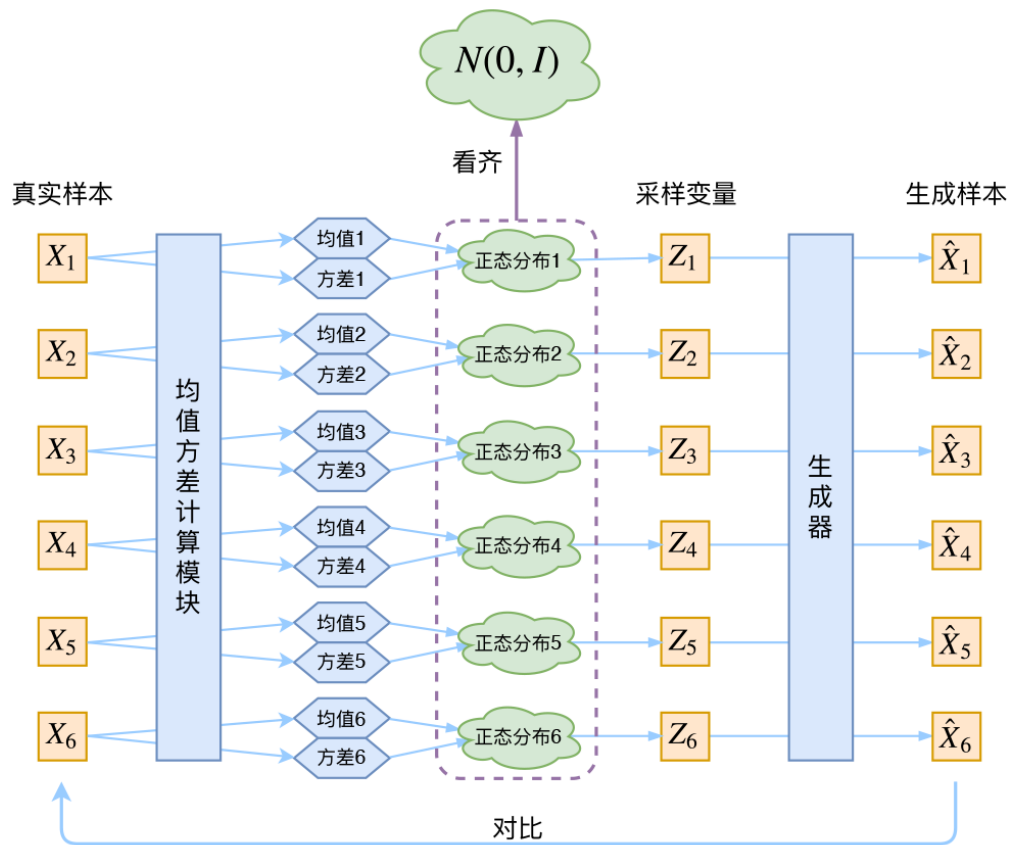 N(0, I)
看齐
真实样本
采样变量
生成样本
X₁
均值1
方差1
正态分布1
Z₁
X̂₁
X₂
均值2
方差2
正态分布2
Z₂
X̂₂
X₃
均值3
方差3
正态分布3
Z₃
X̂₃
X₄
均值4
方差4
正态分布4
Z₄
X̂₄
X₅
均值5
方差5
正态分布5
Z₅
X̂₅
X₆
均值6
方差6
正态分布6
Z₆
X̂₆
均值方差计算模块
生成器
对比